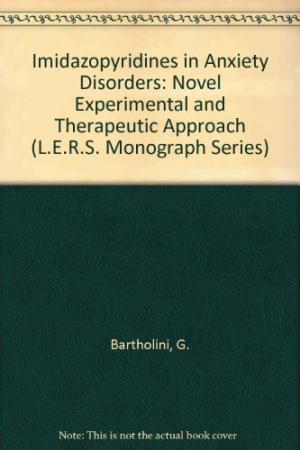 Imidazopyridines in Anxiety
Disorders: Novel
Experimental and
Therapeutic Approach
(L.E.R.S. Monograph Series)
Bartholini, G.
Note: This is not the actual book cover